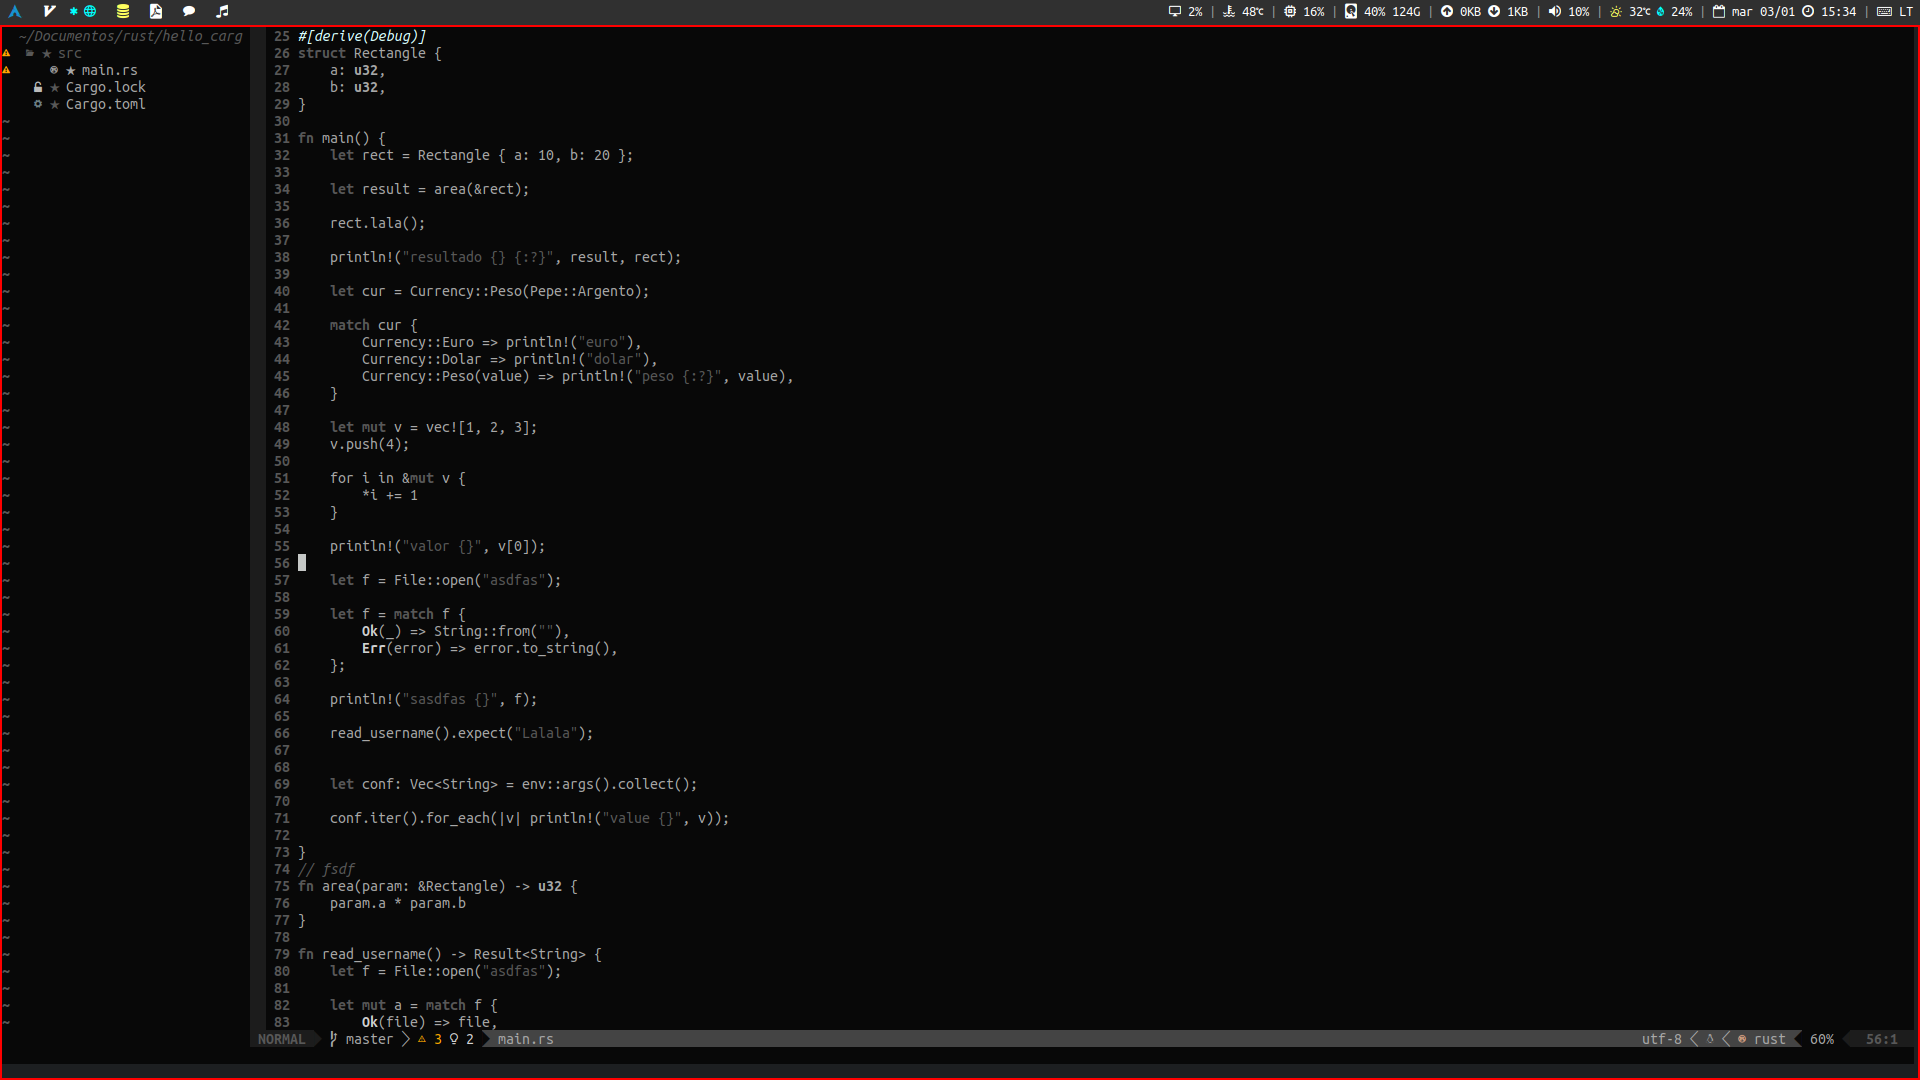 2% | 48℃ | 16% | 40% 124G | 0KB 1KB | 10% | 32℃ 24% | mar 03/01 15:34 | LT
~/Documentos/rust/hello_carg
src
main.rs
Cargo.lock
Cargo.toml
25 #[derive(Debug)]
26 struct Rectangle {
27     a: u32,
28     b: u32,
29 }
30
31 fn main() {
32     let rect = Rectangle { a: 10, b: 20 };
33
34     let result = area(&rect);
35
36     rect.lala();
37
38     println!("resultado {} {:?}", result, rect);
39
40     let cur = Currency::Peso(Pepe::Argento);
41
42     match cur {
43         Currency::Euro => println!("euro"),
44         Currency::Dolar => println!("dolar"),
45         Currency::Peso(value) => println!("peso {:?}", value),
46     }
47
48     let mut v = vec![1, 2, 3];
49     v.push(4);
50
51     for i in &mut v {
52         *i += 1
53     }
54
55     println!("valor {}", v[0]);
56
57     let f = File::open("asdfas");
58
59     let f = match f {
60         Ok(_) => String::from(""),
61         Err(error) => error.to_string(),
62     };
63
64     println!("sasdfas {}", f);
65
66     read_username().expect("Lalala");
67
68
69     let conf: Vec<String> = env::args().collect();
70
71     conf.iter().for_each(|v| println!("value {}", v));
72
73 }
74 // fsdf
75 fn area(param: &Rectangle) -> u32 {
76     param.a * param.b
77 }
78
79 fn read_username() -> Result<String> {
80     let f = File::open("asdfas");
81
82     let mut a = match f {
83         Ok(file) => file,
NORMAL master 3 2 main.rs utf-8 rust 60% 56:1